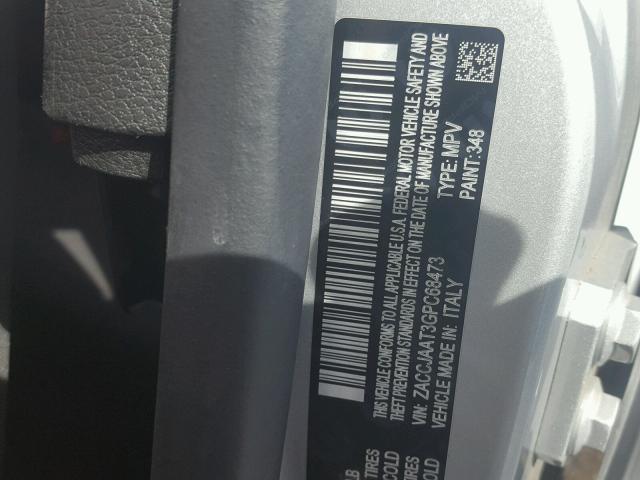 LB
TIRES
COLD
TIRES
COLD
THIS VEHICLE CONFORMS TO ALL APPLICABLE U.S.A. FEDERAL MOTOR VEHICLE SAFETY AND
THEFT PREVENTION STANDARDS IN EFFECT ON THE DATE OF MANUFACTURE SHOWN ABOVE
VIN: ZACCJAAT3GPC68473 TYPE: MPV
VEHICLE MADE IN: ITALY PAINT: 348